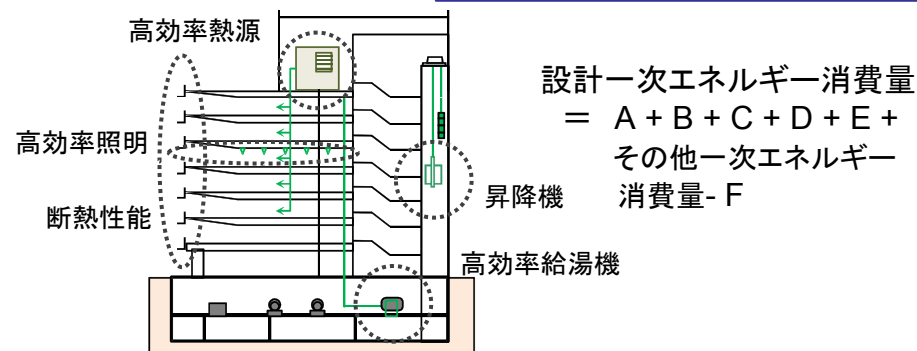 高効率熱源
設計一次エネルギー消費量
＝ A + B + C + D + E +
その他一次エネルギー
消費量- F
高効率照明
断熱性能
昇降機
高効率給湯機